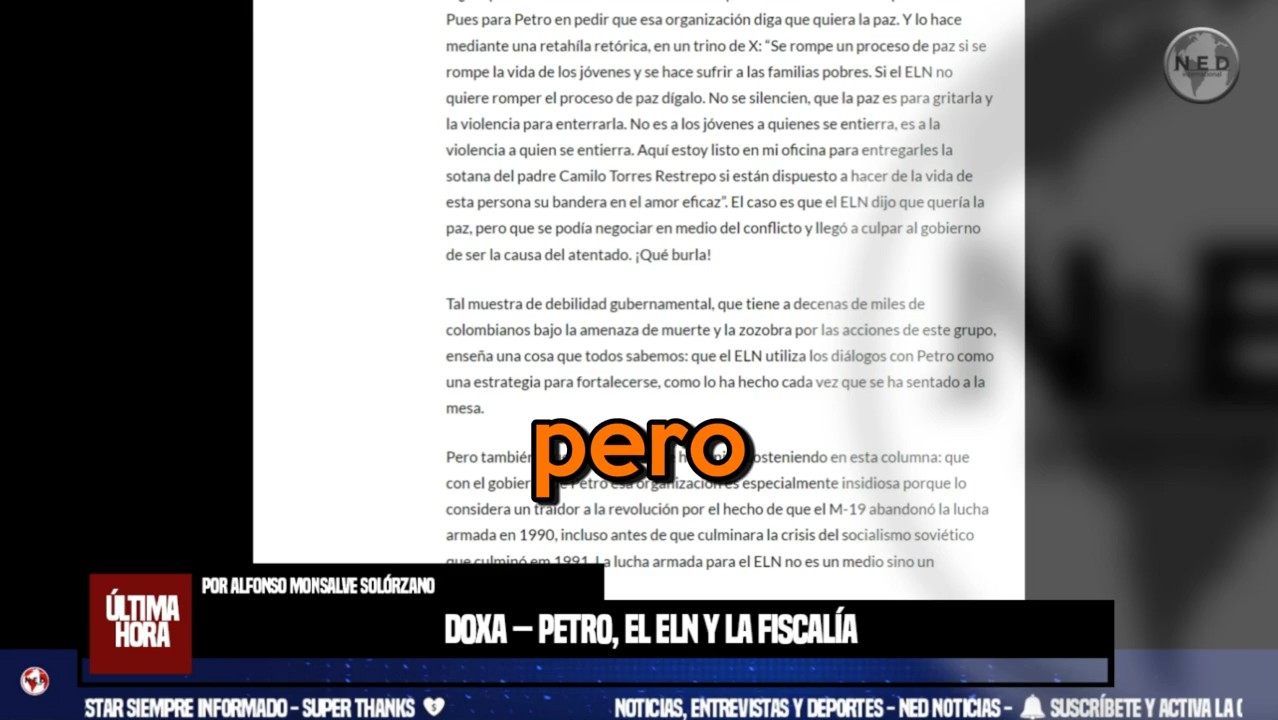 Pues para Petro en pedir que esa organización diga que quiera la paz. Y lo hace
mediante una retahíla retórica, en un trino de X: “Se rompe un proceso de paz si se
rompe la vida de los jóvenes y se hace sufrir a las familias pobres. Si el ELN no
quiere romper el proceso de paz dígalo. No se silencien, que la paz es para gritarla y
la violencia para enterrarla. No es a los jóvenes a quienes se entierra, es a la
violencia a quien se entierra. Aquí estoy listo en mi oficina para entregarles la
sotana del padre Camilo Torres Restrepo si están dispuesto a hacer de la vida de
esta persona su bandera en el amor eficaz”. El caso es que el ELN dijo que quería la
paz, pero que se podía negociar en medio del conflicto y llegó a culpar al gobierno
de ser la causa del atentado. ¡Qué burla!
Tal muestra de debilidad gubernamental, que tiene a decenas de miles de
colombianos bajo la amenaza de muerte y la zozobra por las acciones de este grupo,
enseña una cosa que todos sabemos: que el ELN utiliza los diálogos con Petro como
una estrategia para fortalecerse, como lo ha hecho cada vez que se ha sentado a la
mesa.
pero
Pero también osteniendo en esta columna: que
con el gobier Petro esa organización es especialmente insidiosa porque lo
considera un traidor a la revolución por el hecho de que el M-19 abandonó la lucha
armada en 1990, incluso antes de que culminara la crisis del socialismo soviético
que culminó em 1991. La lucha armada para el ELN no es un medio sino un
NED
International
NE
POR ALFONSO MONSALVE SOLÓRZANO
ÚLTIMA
HORA
DOXA – PETRO, EL ELN Y LA FISCALÍA
STAR SIEMPRE INFORMADO – SUPER THANKS
NOTICIAS, ENTREVISTAS Y DEPORTES – NED NOTICIAS –
SUSCRÍBETE Y ACTIVA LA